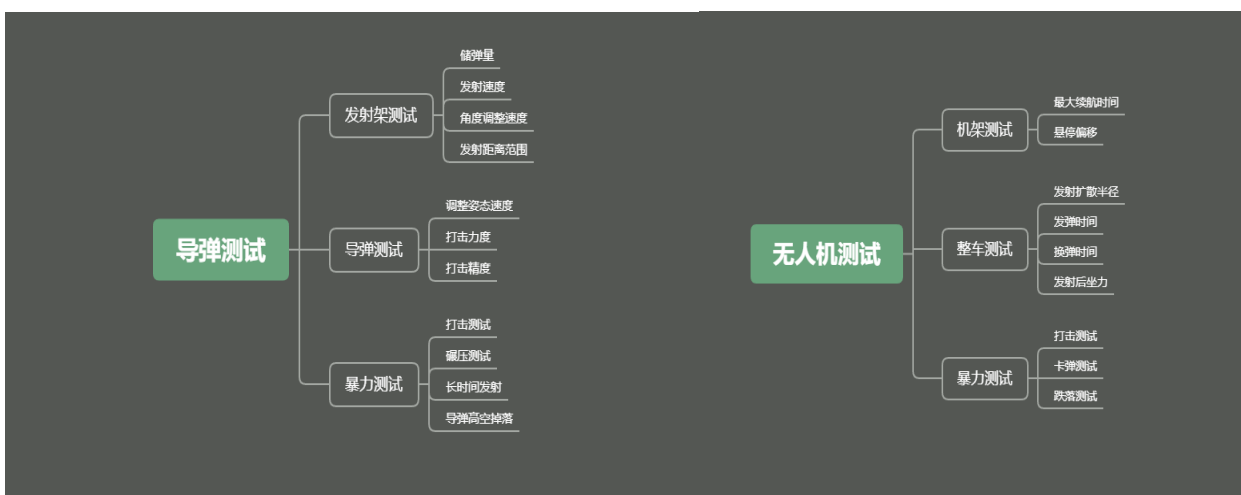 导弹测试
发射架测试
储弹量
发射速度
角度调整速度
发射距离范围
导弹测试
调整姿态速度
打击力度
打击精度
暴力测试
打击测试
碾压测试
长时间发射
导弹高空掉落
无人机测试
机架测试
最大续航时间
悬停偏移
整车测试
发射扩散半径
发弹时间
换弹时间
发射后坐力
暴力测试
打击测试
卡弹测试
跌落测试